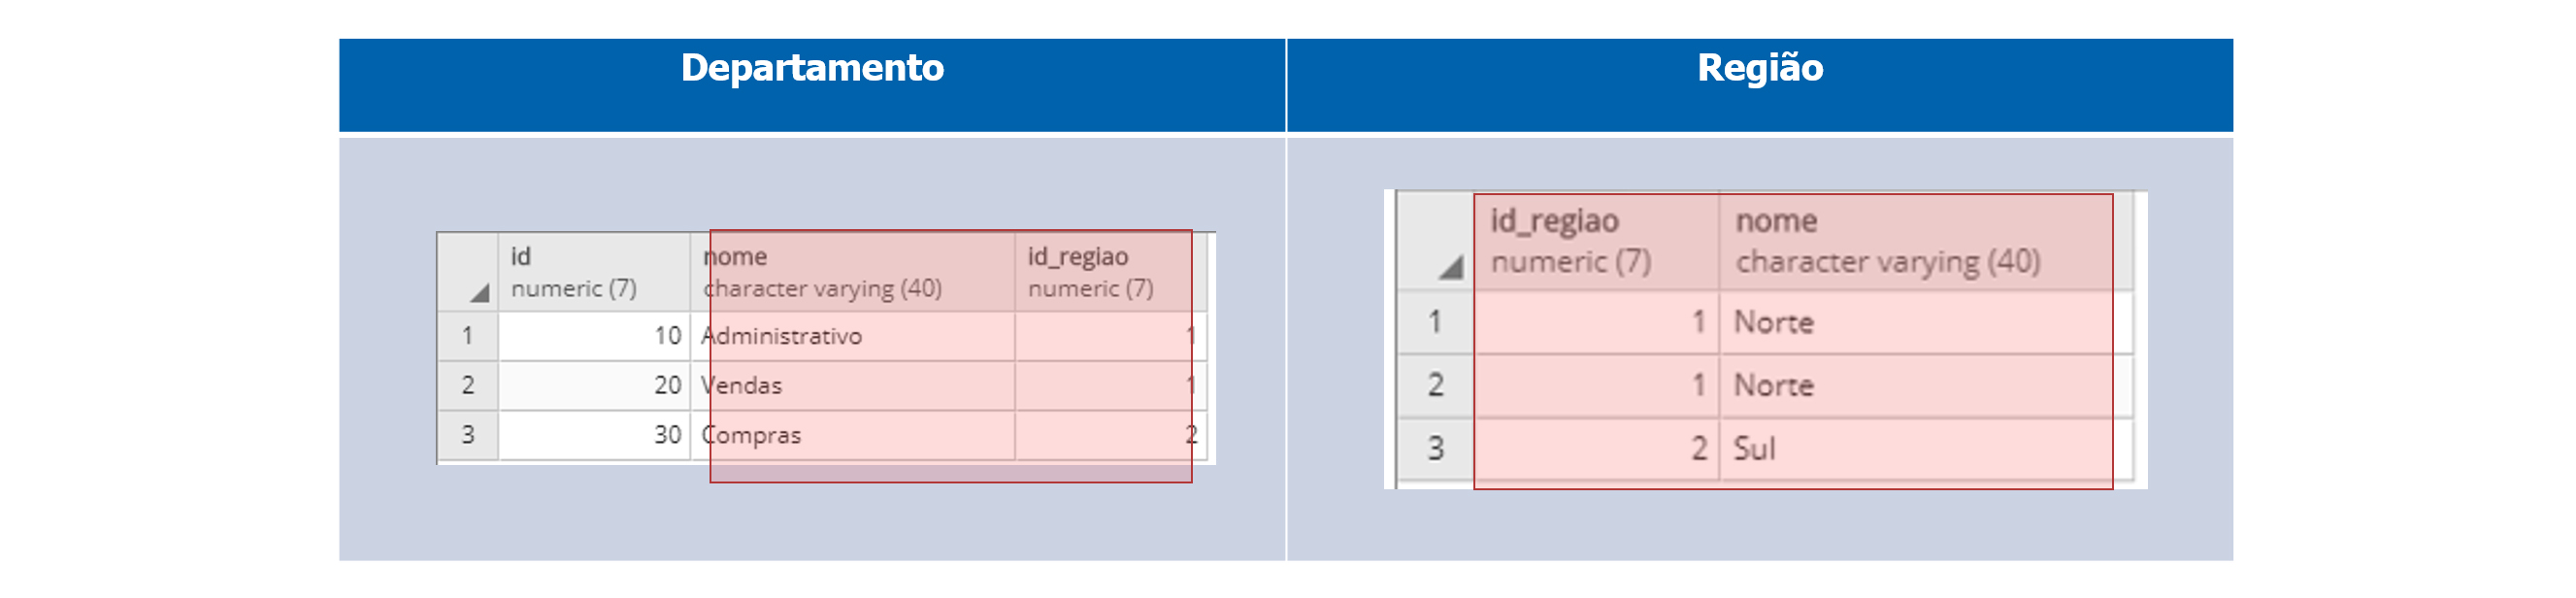 Departamento
Região
id nome id_regiao
numeric (7) character varying (40) numeric (7)
1 10 Administrativo 1
2 20 Vendas 1
3 30 Compras 2
id_regiao nome
numeric (7) character varying (40)
1 1 Norte
2 1 Norte
3 2 Sul